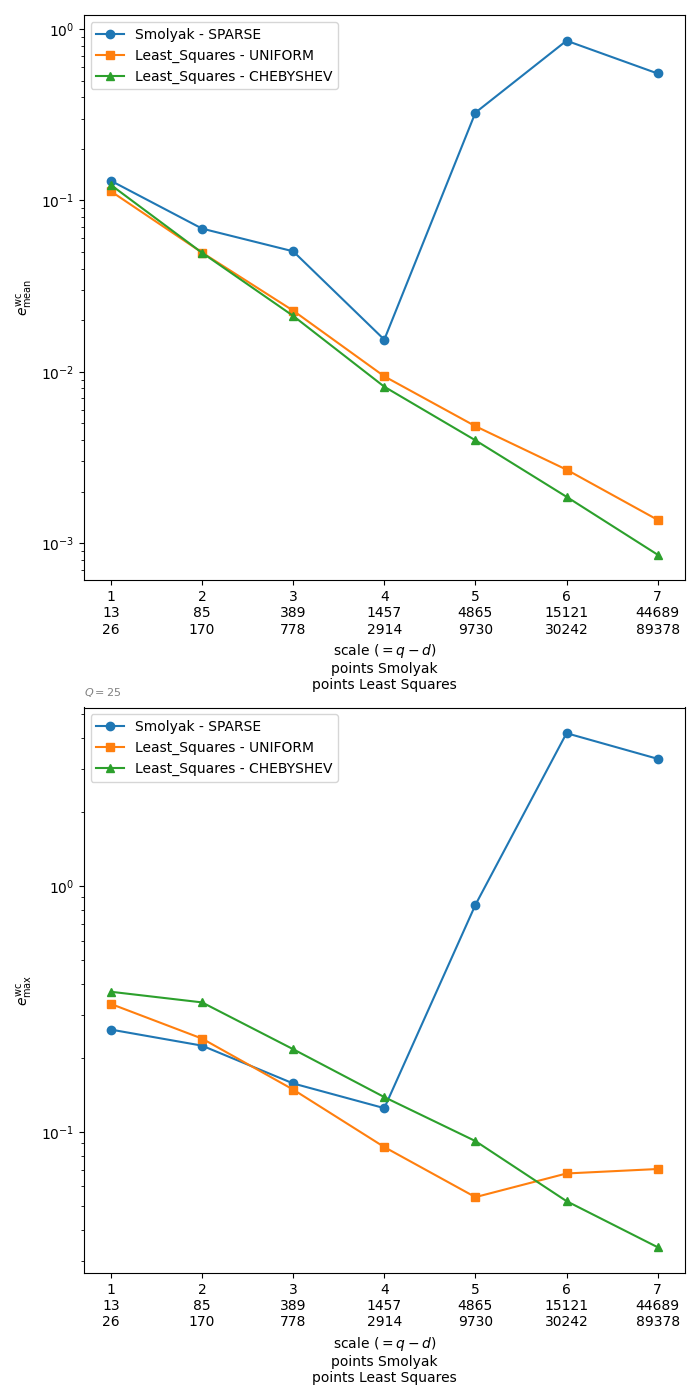 Smolyak - SPARSE
Least_Squares - UNIFORM
Least_Squares - CHEBYSHEV
10⁰
10⁻¹
10⁻²
10⁻³
e^wc_mean
1 2 3 4 5 6 7
13 85 389 1457 4865 15121 44689
26 170 778 2914 9730 30242 89378
scale (= q − d)
points Smolyak
points Least Squares
Q = 25
Smolyak - SPARSE
Least_Squares - UNIFORM
Least_Squares - CHEBYSHEV
10⁰
10⁻¹
e^wc_max
1 2 3 4 5 6 7
13 85 389 1457 4865 15121 44689
26 170 778 2914 9730 30242 89378
scale (= q − d)
points Smolyak
points Least Squares